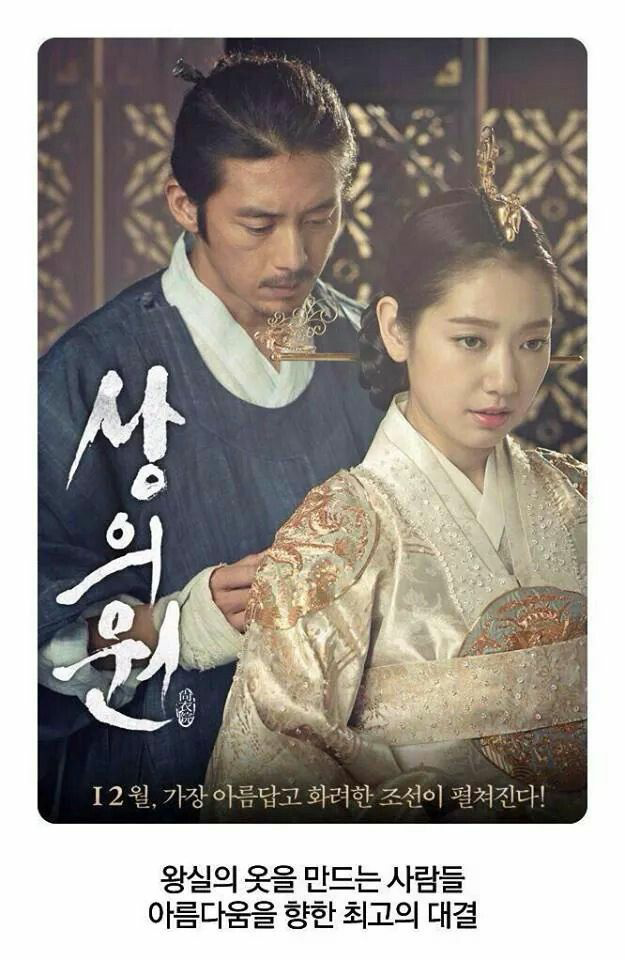 상의원
尙衣院
12월, 가장 아름답고 화려한 조선이 펼쳐진다!
왕실의 옷을 만드는 사람들
아름다움을 향한 최고의 대결